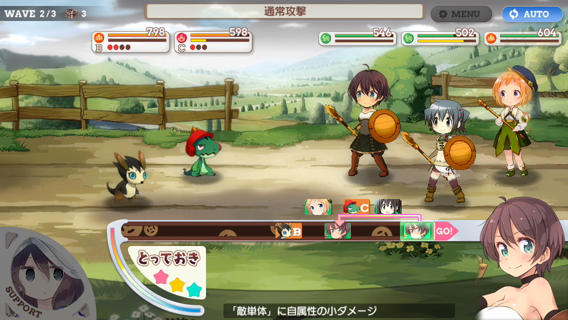 WAVE 2/3
3
通常攻撃
MENU
AUTO
798
B
598
C
546
502
604
C
B
GO!
とっておき
SUPPORT
「敵単体」に自属性の小ダメージ